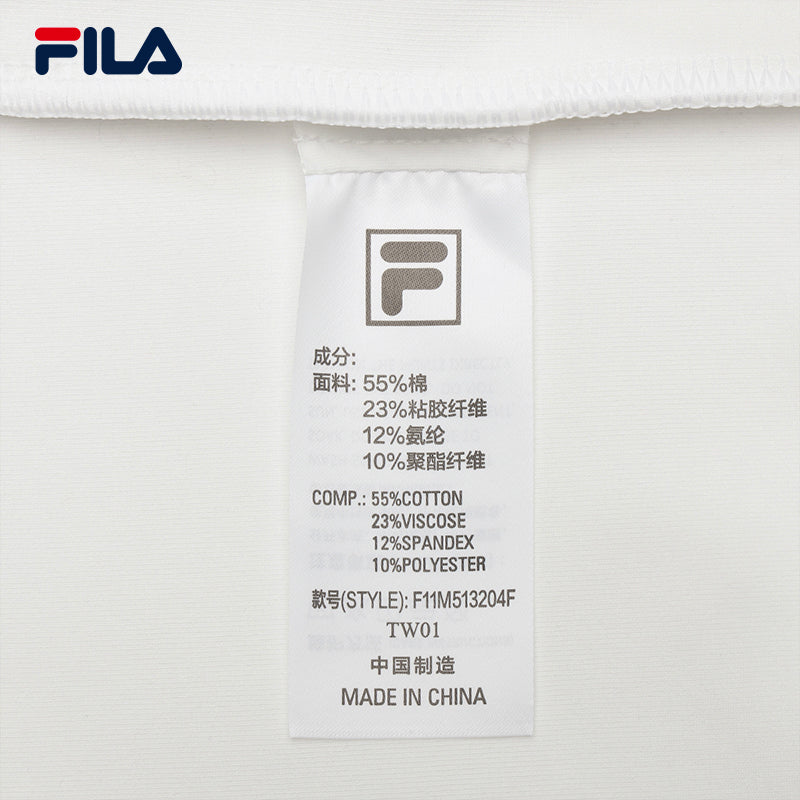 FILA
F
成分:
面料: 55%棉
23%粘胶纤维
12%氨纶
10%聚酯纤维
COMP.: 55%COTTON
23%VISCOSE
12%SPANDEX
10%POLYESTER
款号(STYLE): F11M513204F
TW01
中国制造
MADE IN CHINA